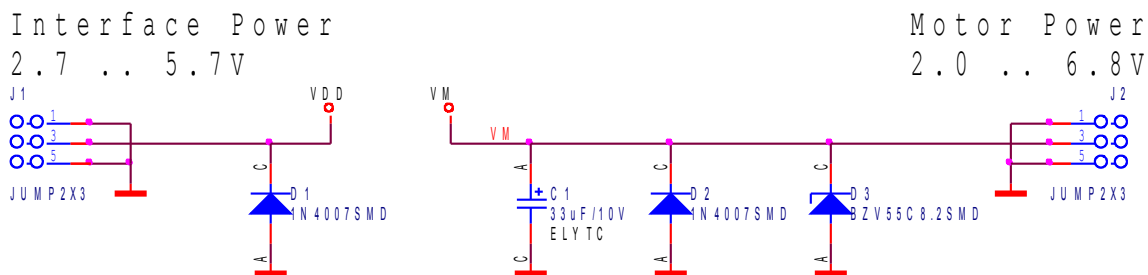 Interface Power
2.7 .. 5.7V
Motor Power
2.0 .. 6.8V
J1
VDD
VM
J2
1
3
5
VM
1
3
5
JUMP2X3
C
D1
1N4007SMD
A
A
C1
33uF/10V
ELYTC
C
C
D2
1N4007SMD
A
C
D3
BZV55C8.2SMD
A
JUMP2X3